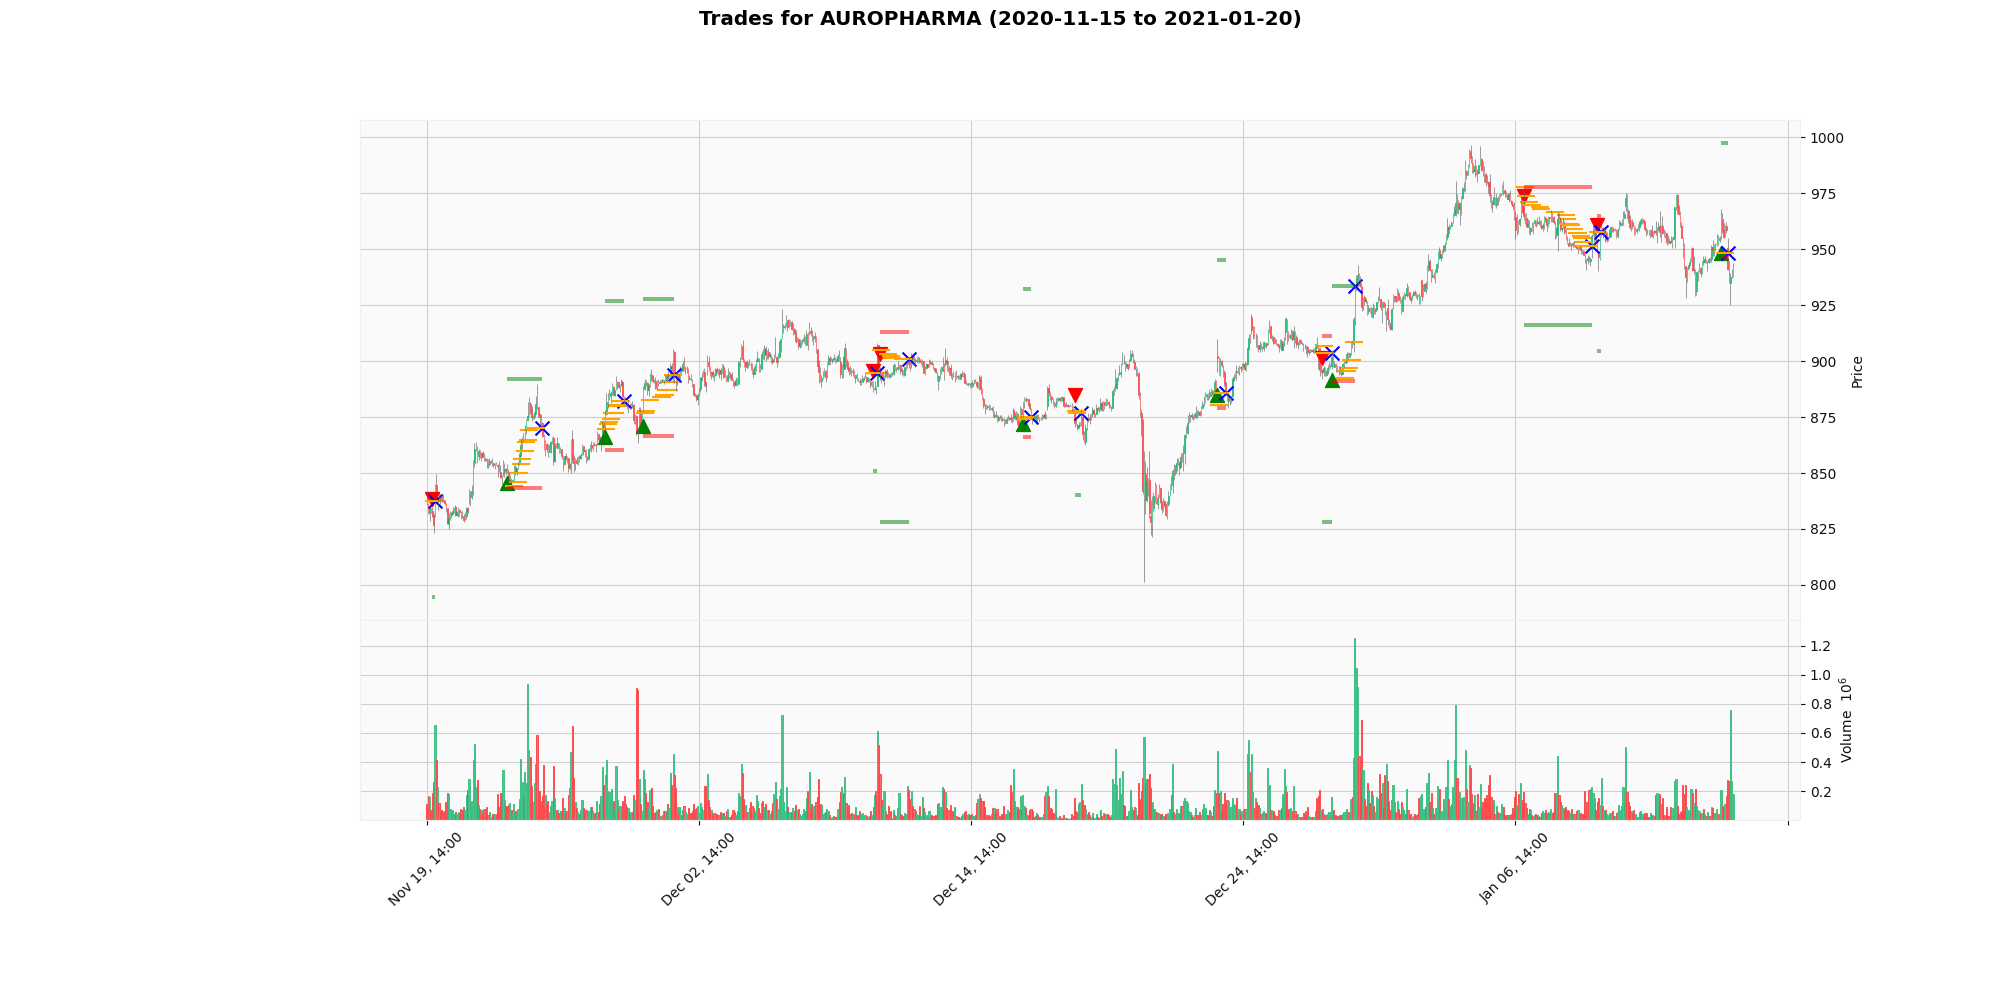 Trades for AUROPHARMA (2020-11-15 to 2021-01-20)
1000
975
950
925
900
875
850
825
800
Price
1.2
1.0
0.8
0.6
0.4
0.2
Volume 10^6
Nov 19, 14:00
Dec 02, 14:00
Dec 14, 14:00
Dec 24, 14:00
Jan 06, 14:00